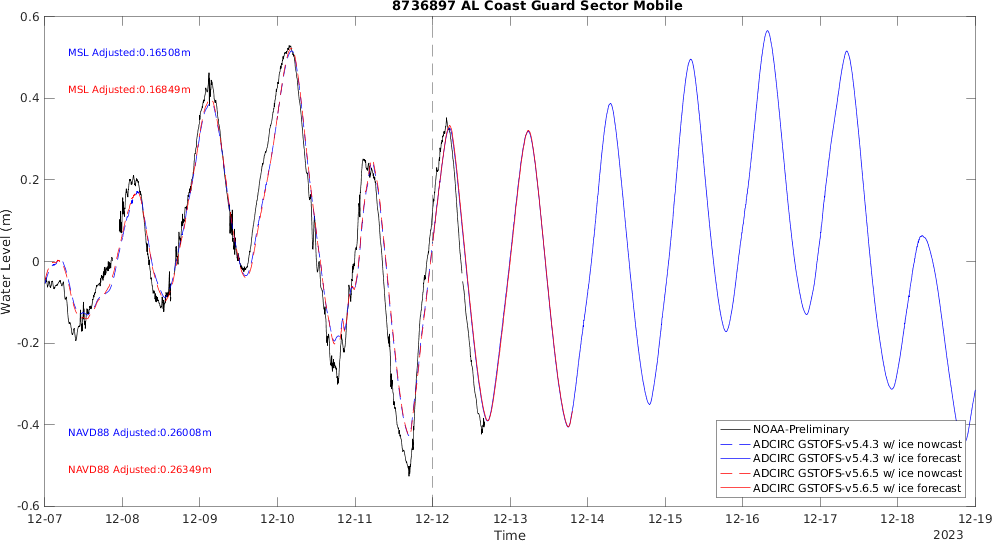 8736897 AL Coast Guard Sector Mobile
0.6
0.4
0.2
0
-0.2
-0.4
-0.6
Water Level (m)
MSL Adjusted:0.16508m
MSL Adjusted:0.16849m
NAVD88 Adjusted:0.26008m
NAVD88 Adjusted:0.26349m
NOAA-Preliminary
ADCIRC GSTOFS-v5.4.3 w/ ice nowcast
ADCIRC GSTOFS-v5.4.3 w/ ice forecast
ADCIRC GSTOFS-v5.6.5 w/ ice nowcast
ADCIRC GSTOFS-v5.6.5 w/ ice forecast
12-07 12-08 12-09 12-10 12-11 12-12 12-13 12-14 12-15 12-16 12-17 12-18 12-19
Time
2023